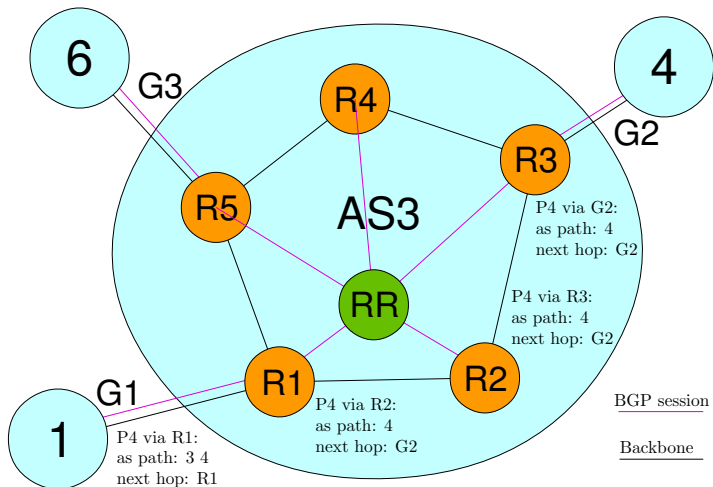 6
G3
4
G2
R4
R3
R5
AS3
P4 via G2:
as path: 4
next hop: G2
RR
P4 via R3:
as path: 4
next hop: G2
R1
R2
G1
1
P4 via R2:
as path: 4
next hop: G2
P4 via R1:
as path: 3 4
next hop: R1
BGP session
Backbone